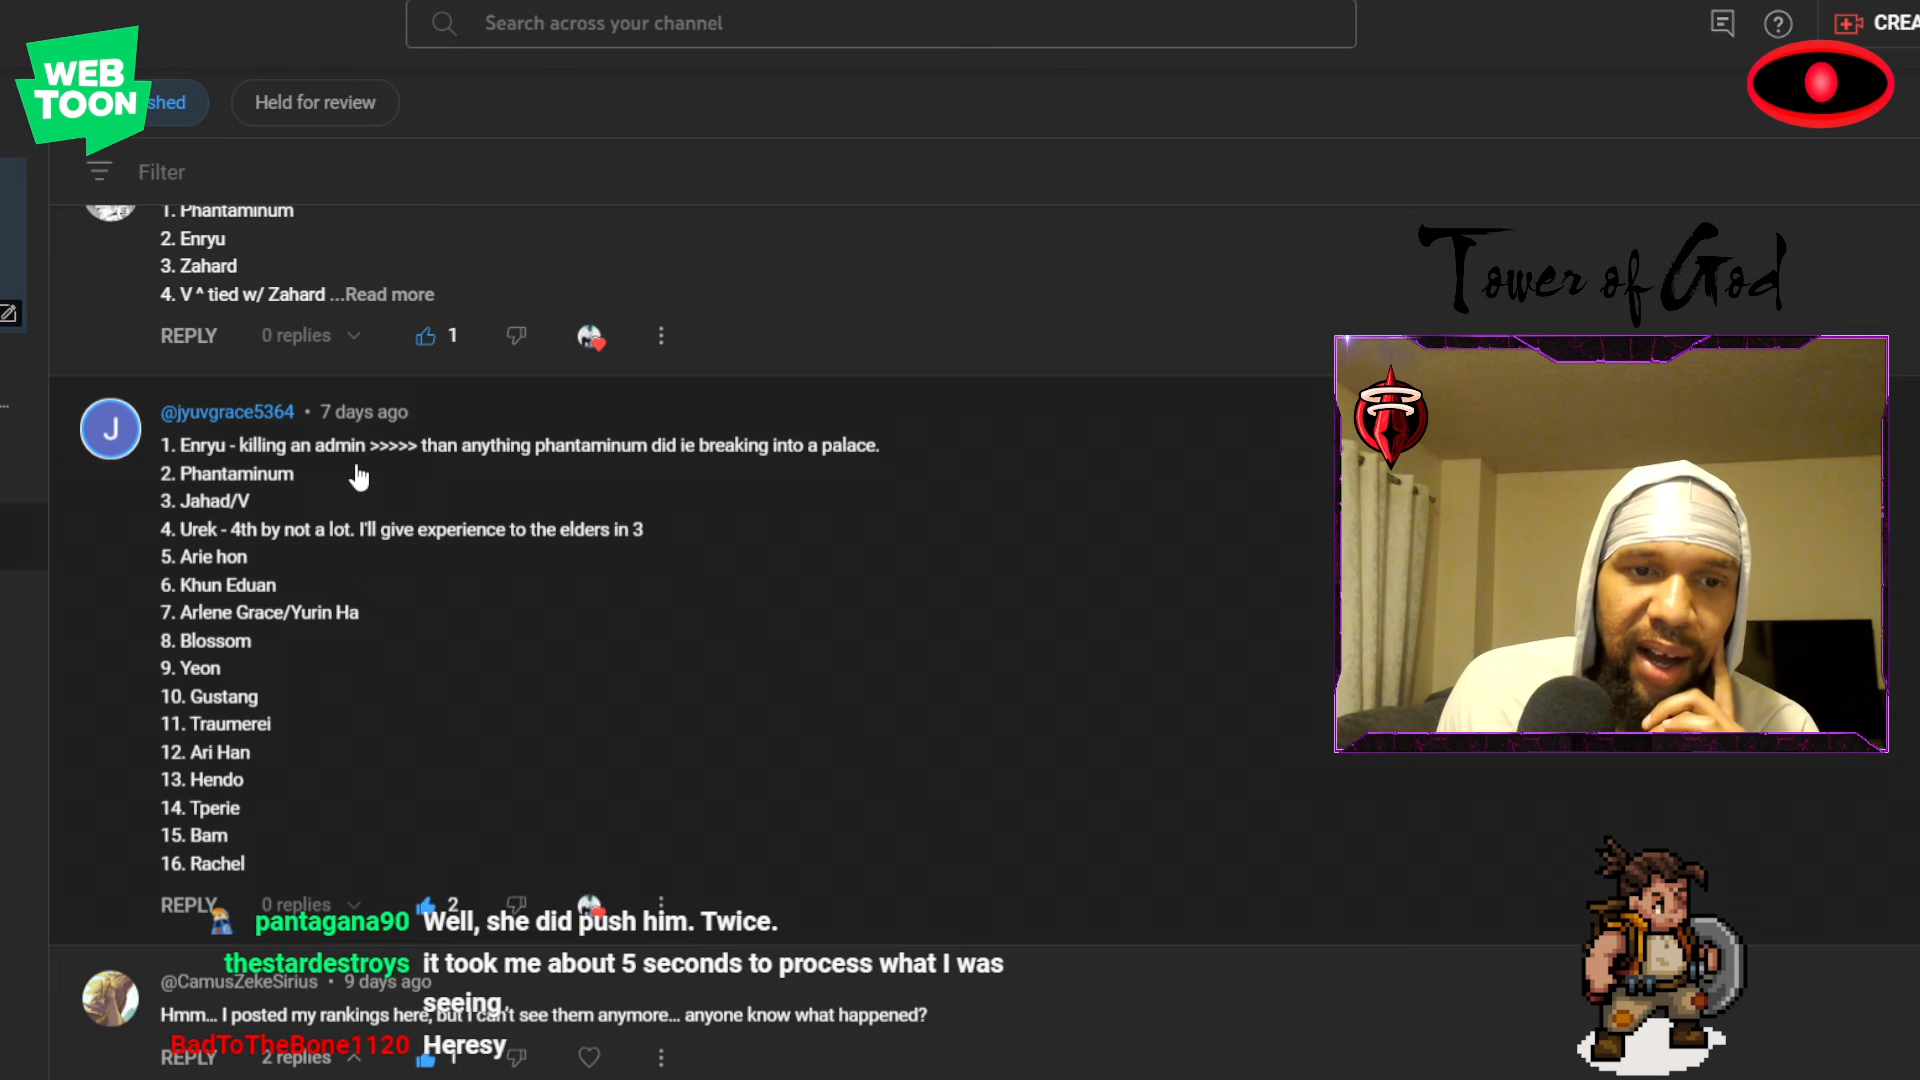 Search across your channel
CREA
WEB
TOON
shed
Held for review
Filter
1. Phantaminum
2. Enryu
3. Zahard
4. V ^ tied w/ Zahard ...Read more
REPLY 0 replies 1
Tower of God
@jyuvgrace5364 • 7 days ago
1. Enryu - killing an admin >>>>> than anything phantaminum did ie breaking into a palace.
2. Phantaminum
3. Jahad/V
4. Urek - 4th by not a lot. I'll give experience to the elders in 3
5. Arie hon
6. Khun Eduan
7. Arlene Grace/Yurin Ha
8. Blossom
9. Yeon
10. Gustang
11. Traumerei
12. Ari Han
13. Hendo
14. Tperie
15. Bam
16. Rachel
REPLY 0 replies 2
pantagana90 Well, she did push him. Twice.
thestardestroys it took me about 5 seconds to process what I was
seeing.
@CamusZekeSirius • 9 days ago
Hmm... I posted my rankings here, but I can't see them anymore... anyone know what happened?
BadToTheBone1120 Heresy
REPLY 2 replies 1
J